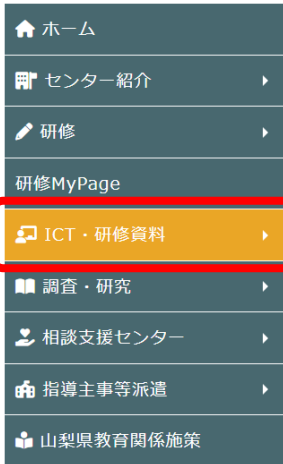 ホーム
センター紹介
研修
研修MyPage
ICT・研修資料
調査・研究
相談支援センター
指導主事等派遣
山梨県教育関係施策